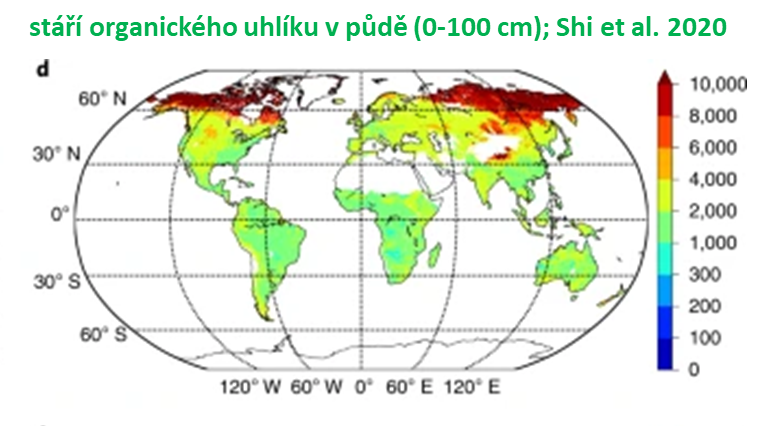 stáří organického uhlíku v půdě (0-100 cm); Shi et al. 2020
d
60° N
30° N
0°
30° S
60° S
120° W 60° W 0° 60° E 120° E
10,000
8,000
6,000
4,000
2,000
1,000
300
200
100
0